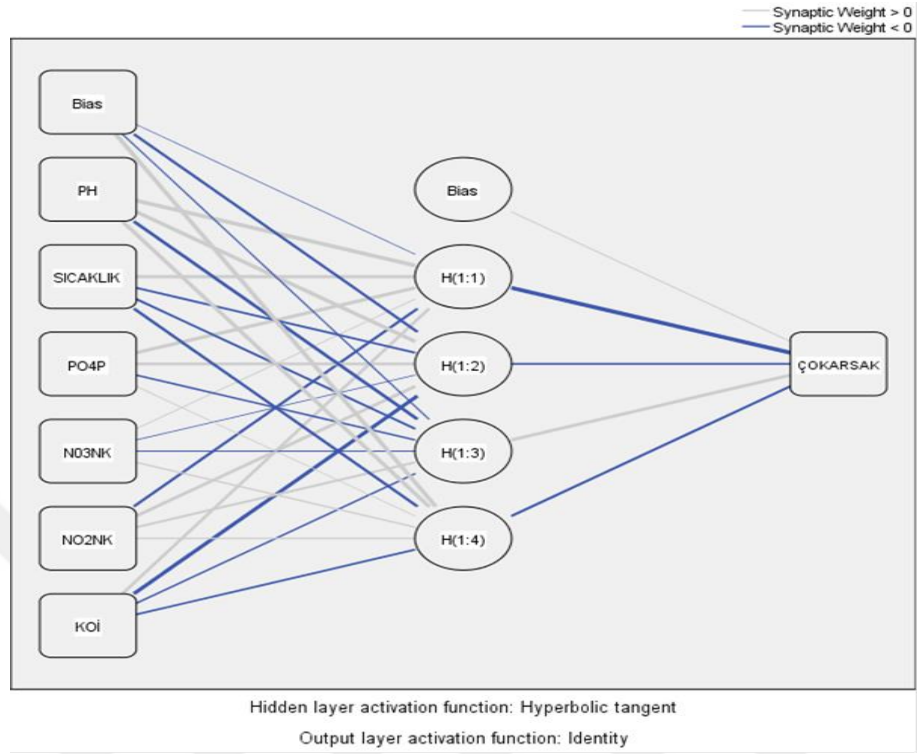 Synaptic Weight > 0
Synaptic Weight < 0
Bias
PH
SICAKLIK
PO4P
N03NK
NO2NK
KOİ
Bias
H(1:1)
H(1:2)
H(1:3)
H(1:4)
ÇOKARSAK
Hidden layer activation function: Hyperbolic tangent
Output layer activation function: Identity